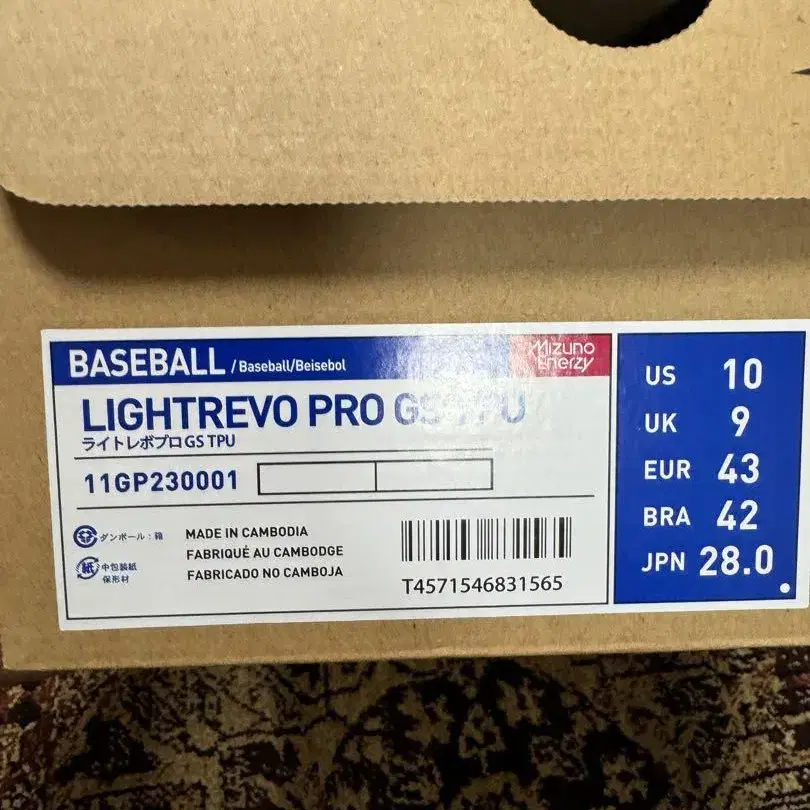 BASEBALL / Baseball/Beisebol
Mizuno
Enerzy
LIGHTREVO PRO GS TPU
ライトレボプロGS TPU
11GP230001
ダンボール：箱
中包装紙
保形材
MADE IN CAMBODIA
FABRIQUÉ AU CAMBODGE
FABRICADO NO CAMBOJA
T4571546831565
US 10
UK 9
EUR 43
BRA 42
JPN 28.0
紙